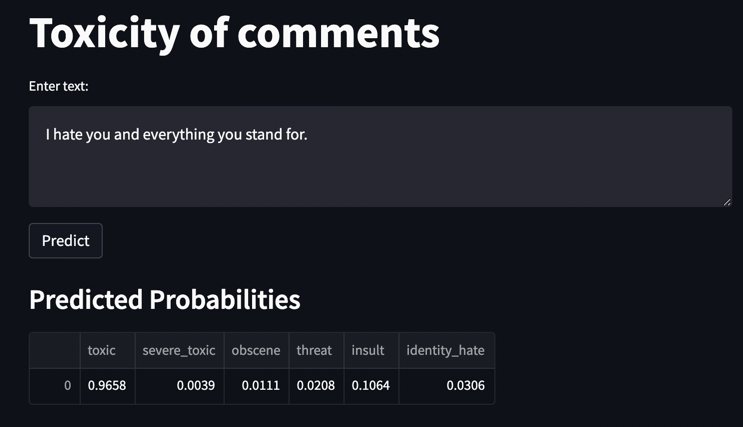 Toxicity of comments
Enter text:
I hate you and everything you stand for.
Predict
Predicted Probabilities
toxic severe_toxic obscene threat insult identity_hate
0 0.9658 0.0039 0.0111 0.0208 0.1064 0.0306